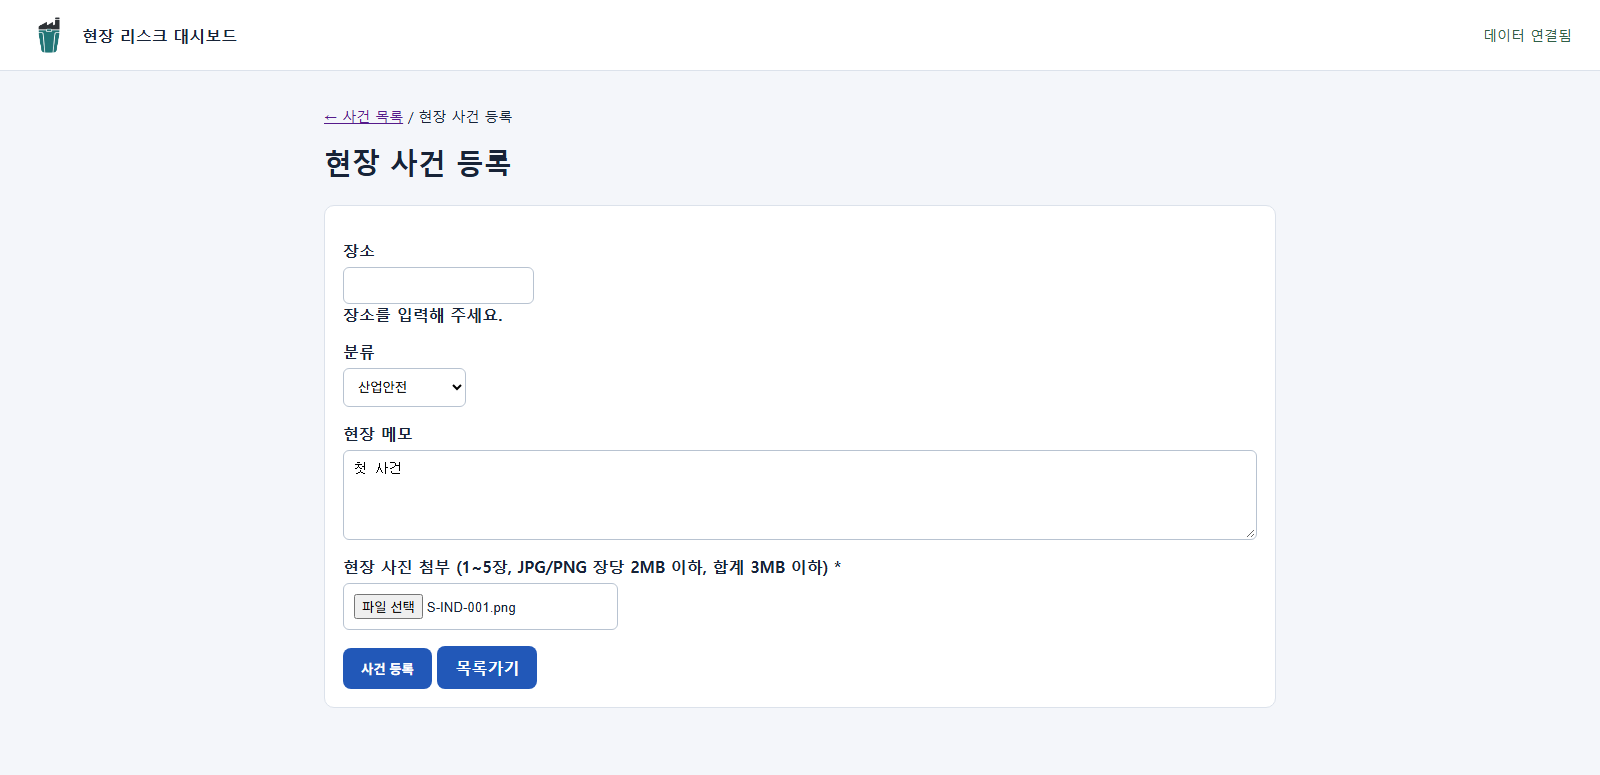 현장 리스크 대시보드
데이터 연결됨
← 사건 목록 / 현장 사건 등록
현장 사건 등록
장소
장소를 입력해 주세요.
분류
산업안전
현장 메모
첫 사건
현장 사진 첨부 (1~5장, JPG/PNG 장당 2MB 이하, 합계 3MB 이하) *
파일 선택 S-IND-001.png
사건 등록 목록가기